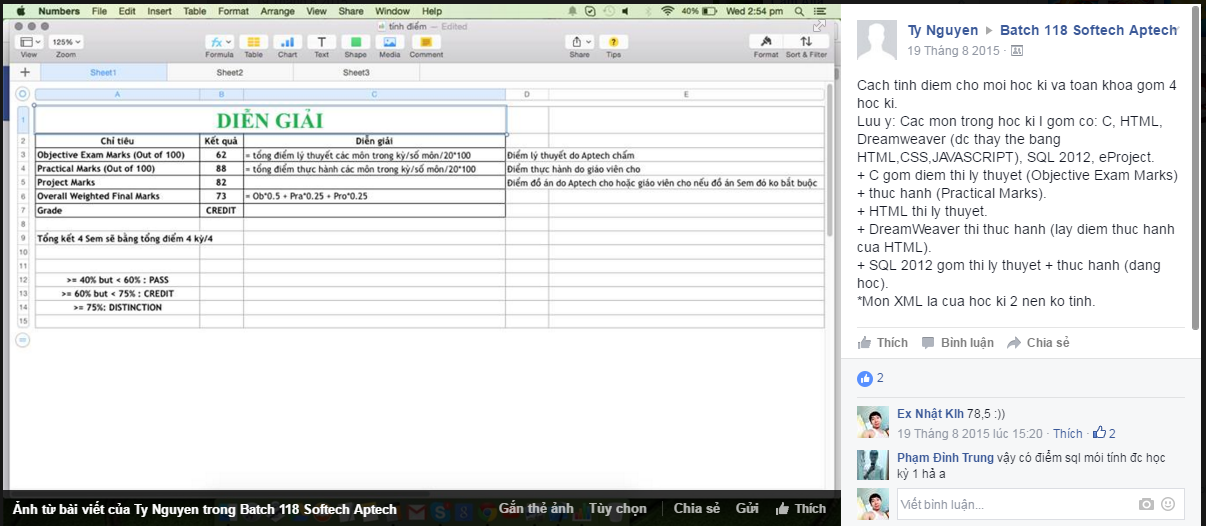 Numbers File Edit Insert Table Format Arrange View Share Window Help
40% Wed 2:54 pm
tính điểm — Edited
125%
View Zoom Formula Table Chart Text Shape Media Comment Share Tips Format Sort & Filter
Sheet1 Sheet2 Sheet3
A B C D E
1 DIỄN GIẢI
2 Chỉ tiêu Kết quả Diễn giải
3 Objective Exam Marks (Out of 100) 62 = tổng điểm lý thuyết các môn trong kỳ/số môn/20*100 Điểm lý thuyết do Aptech chấm
4 Practical Marks (Out of 100) 88 = tổng điểm thực hành các môn trong kỳ/số môn/20*100 Điểm thực hành do giáo viên cho
5 Project Marks 82 Điểm đồ án do Aptech cho hoặc giáo viên cho nếu đồ án Sem đó ko bắt buộc
6 Overall Weighted Final Marks 73 = Ob*0.5 + Pra*0.25 + Pro*0.25
7 Grade CREDIT
8
9 Tổng kết 4 Sem sẽ bằng tổng điểm 4 kỳ/4
10
11
12 >= 40% but < 60% : PASS
13 >= 60% but < 75% : CREDIT
14 >= 75%: DISTINCTION
15
Ảnh từ bài viết của Ty Nguyen trong Batch 118 Softech Aptech Gắn thẻ ảnh Tùy chọn Chia sẻ Gửi Thích
Ty Nguyen Batch 118 Softech Aptech
19 Tháng 8 2015 ·
Cach tinh diem cho moi hoc ki va toan khoa gom 4
hoc ki.
Luu y: Cac mon trong hoc ki I gom co: C, HTML,
Dreamweaver (dc thay the bang
HTML,CSS,JAVASCRIPT), SQL 2012, eProject.
+ C gom diem thi ly thuyet (Objective Exam Marks)
+ thuc hanh (Practical Marks).
+ HTML thi ly thuyet.
+ DreamWeaver thi thuc hanh (lay diem thuc hanh
cua HTML).
+ SQL 2012 gom thi ly thuyet + thuc hanh (dang
hoc).
*Mon XML la cua hoc ki 2 nen ko tinh.
Thích Bình luận Chia sẻ
2
Ex Nhật Klh 78,5 :))
19 Tháng 8 2015 lúc 15:20 · Thích · 2
Phạm Đình Trung vậy có điểm sql mói tính đc học
kỳ 1 hả a
Viết bình luận...